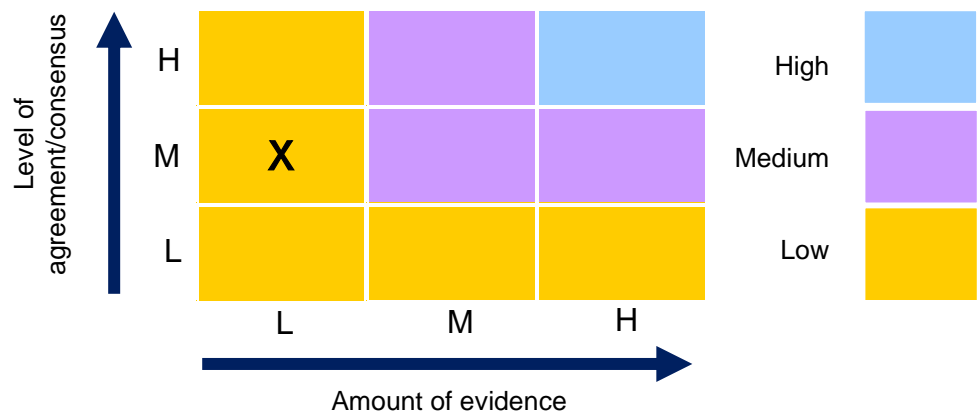 Level of
agreement/consensus
H
M
X
L
L
M
H
Amount of evidence
High
Medium
Low